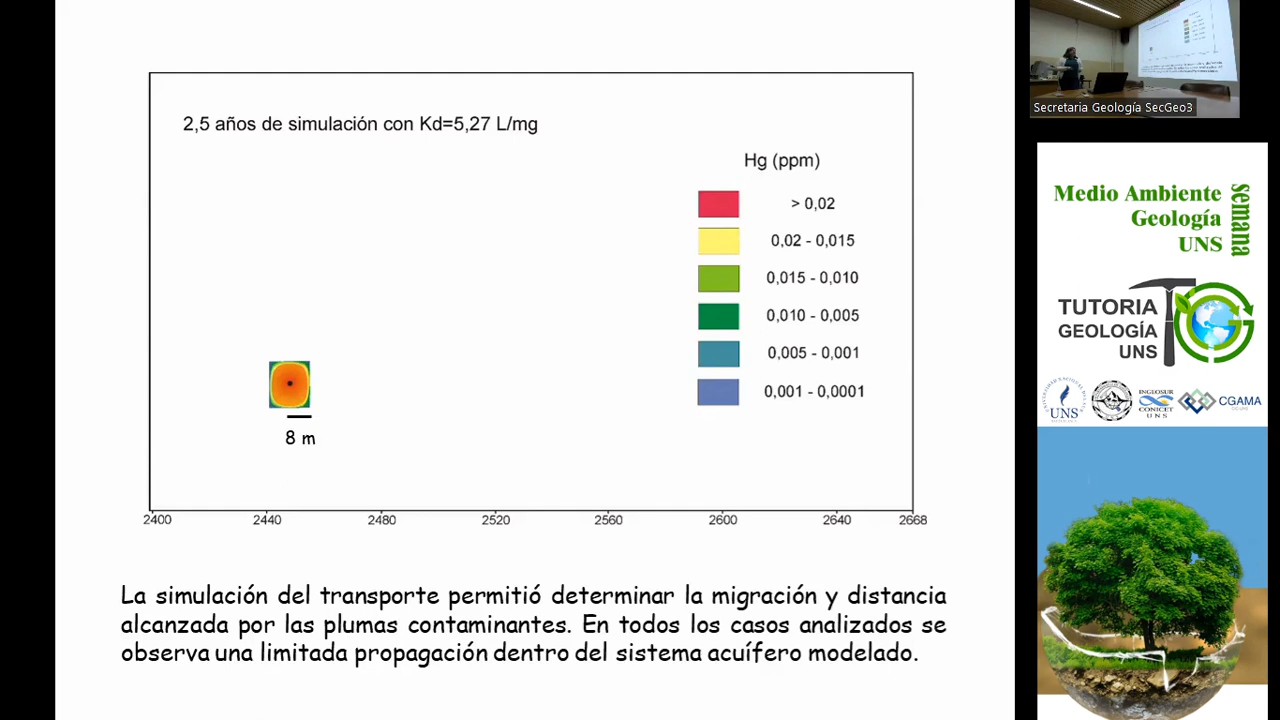 2,5 años de simulación con Kd=5,27 L/mg
Hg (ppm)
> 0,02
0,02 - 0,015
0,015 - 0,010
0,010 - 0,005
0,005 - 0,001
0,001 - 0,0001
8 m
2400 2440 2480 2520 2560 2600 2640 2668
La simulación del transporte permitió determinar la migración y distancia
alcanzada por las plumas contaminantes. En todos los casos analizados se
observa una limitada propagación dentro del sistema acuífero modelado.
Secretaria Geología SecGeo3
Medio Ambiente
Geología
UNS
semana
TUTORIA
GEOLOGÍA
UNS
UNS
INGEOSUR
CONICET
UNS
CGAMA